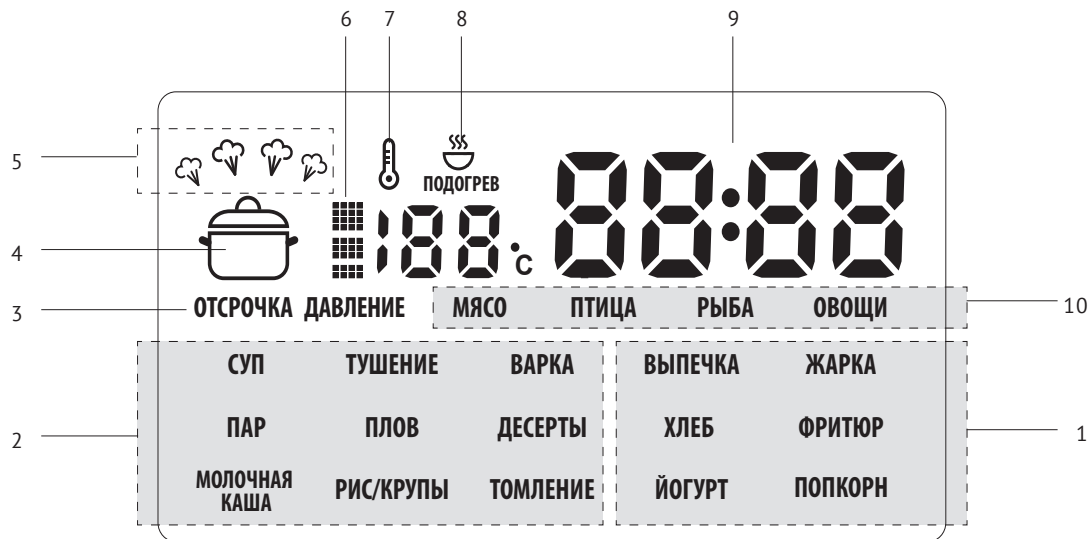 6 7 8 9
5
ПОДОГРЕВ
188 °C 88:88
4
3 ОТСРОЧКА ДАВЛЕНИЕ МЯСО ПТИЦА РЫБА ОВОЩИ 10
СУП ТУШЕНИЕ ВАРКА ВЫПЕЧКА ЖАРКА
2 ПАР ПЛОВ ДЕСЕРТЫ ХЛЕБ ФРИТЮР 1
МОЛОЧНАЯ
КАША РИС/КРУПЫ ТОМЛЕНИЕ ЙОГУРТ ПОПКОРН